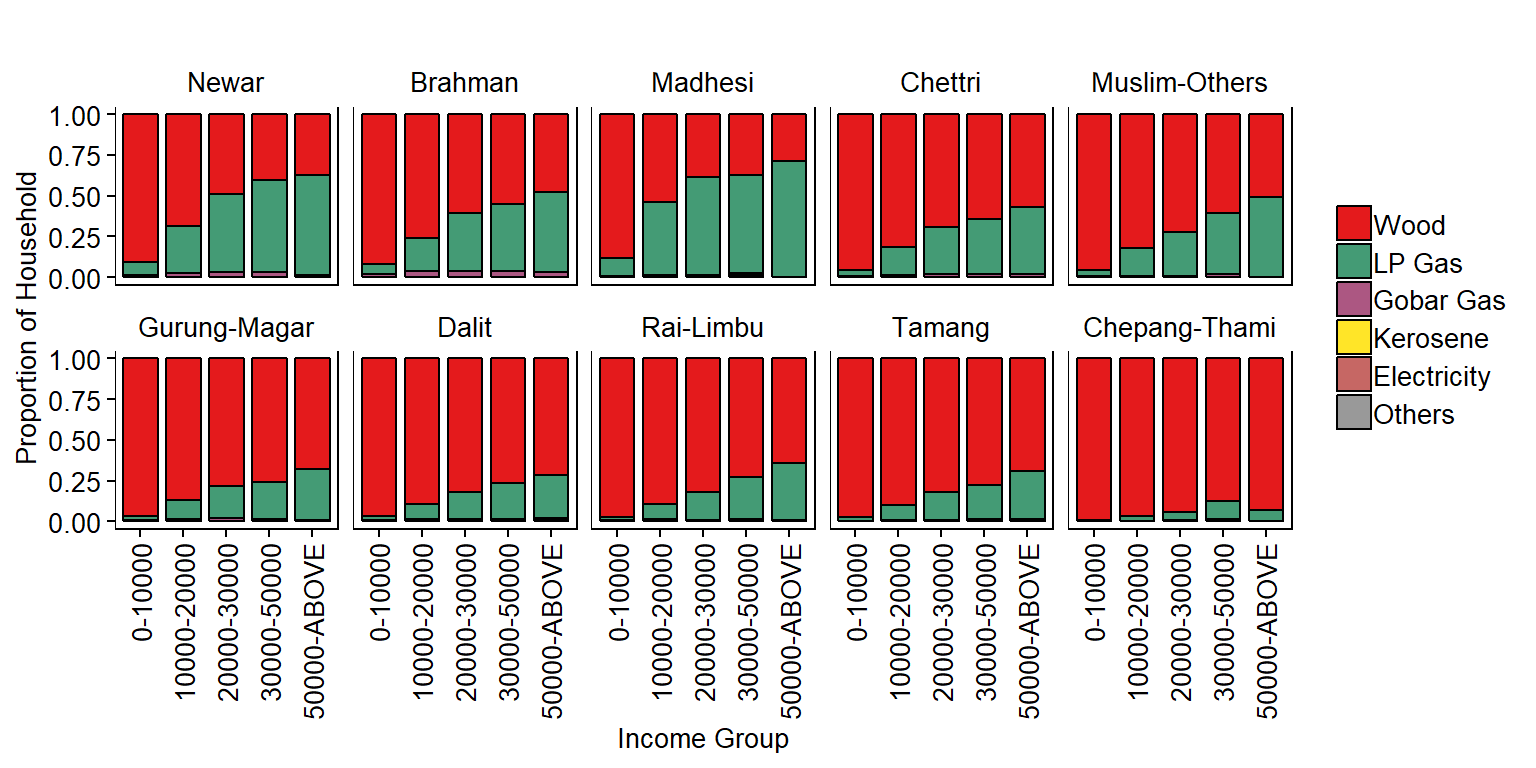 Newar
Brahman
Madhesi
Chettri
Muslim-Others
1.00
0.75
0.50
0.25
0.00
Gurung-Magar
Dalit
Rai-Limbu
Tamang
Chepang-Thami
1.00
0.75
0.50
0.25
0.00
Proportion of Household
0-10000
10000-20000
20000-30000
30000-50000
50000-ABOVE
0-10000
10000-20000
20000-30000
30000-50000
50000-ABOVE
0-10000
10000-20000
20000-30000
30000-50000
50000-ABOVE
0-10000
10000-20000
20000-30000
30000-50000
50000-ABOVE
0-10000
10000-20000
20000-30000
30000-50000
50000-ABOVE
Income Group
Wood
LP Gas
Gobar Gas
Kerosene
Electricity
Others